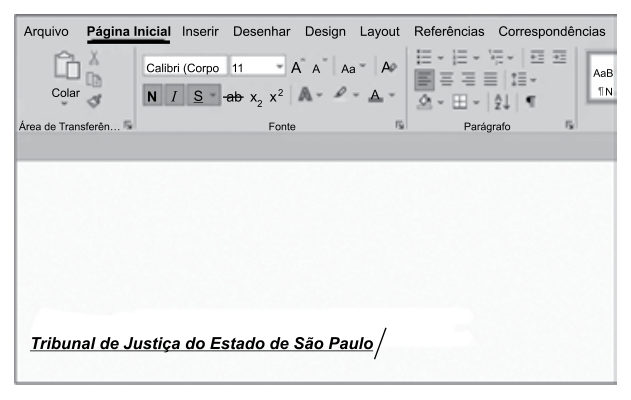 Arquivo Página Inicial Inserir Desenhar Design Layout Referências Correspondências
Colar
Calibri (Corpo 11 A A Aa A
N I S ab x₂ x² A A
AaB
¶ N
Área de Transferên... Fonte Parágrafo
Tribunal de Justiça do Estado de São Paulo